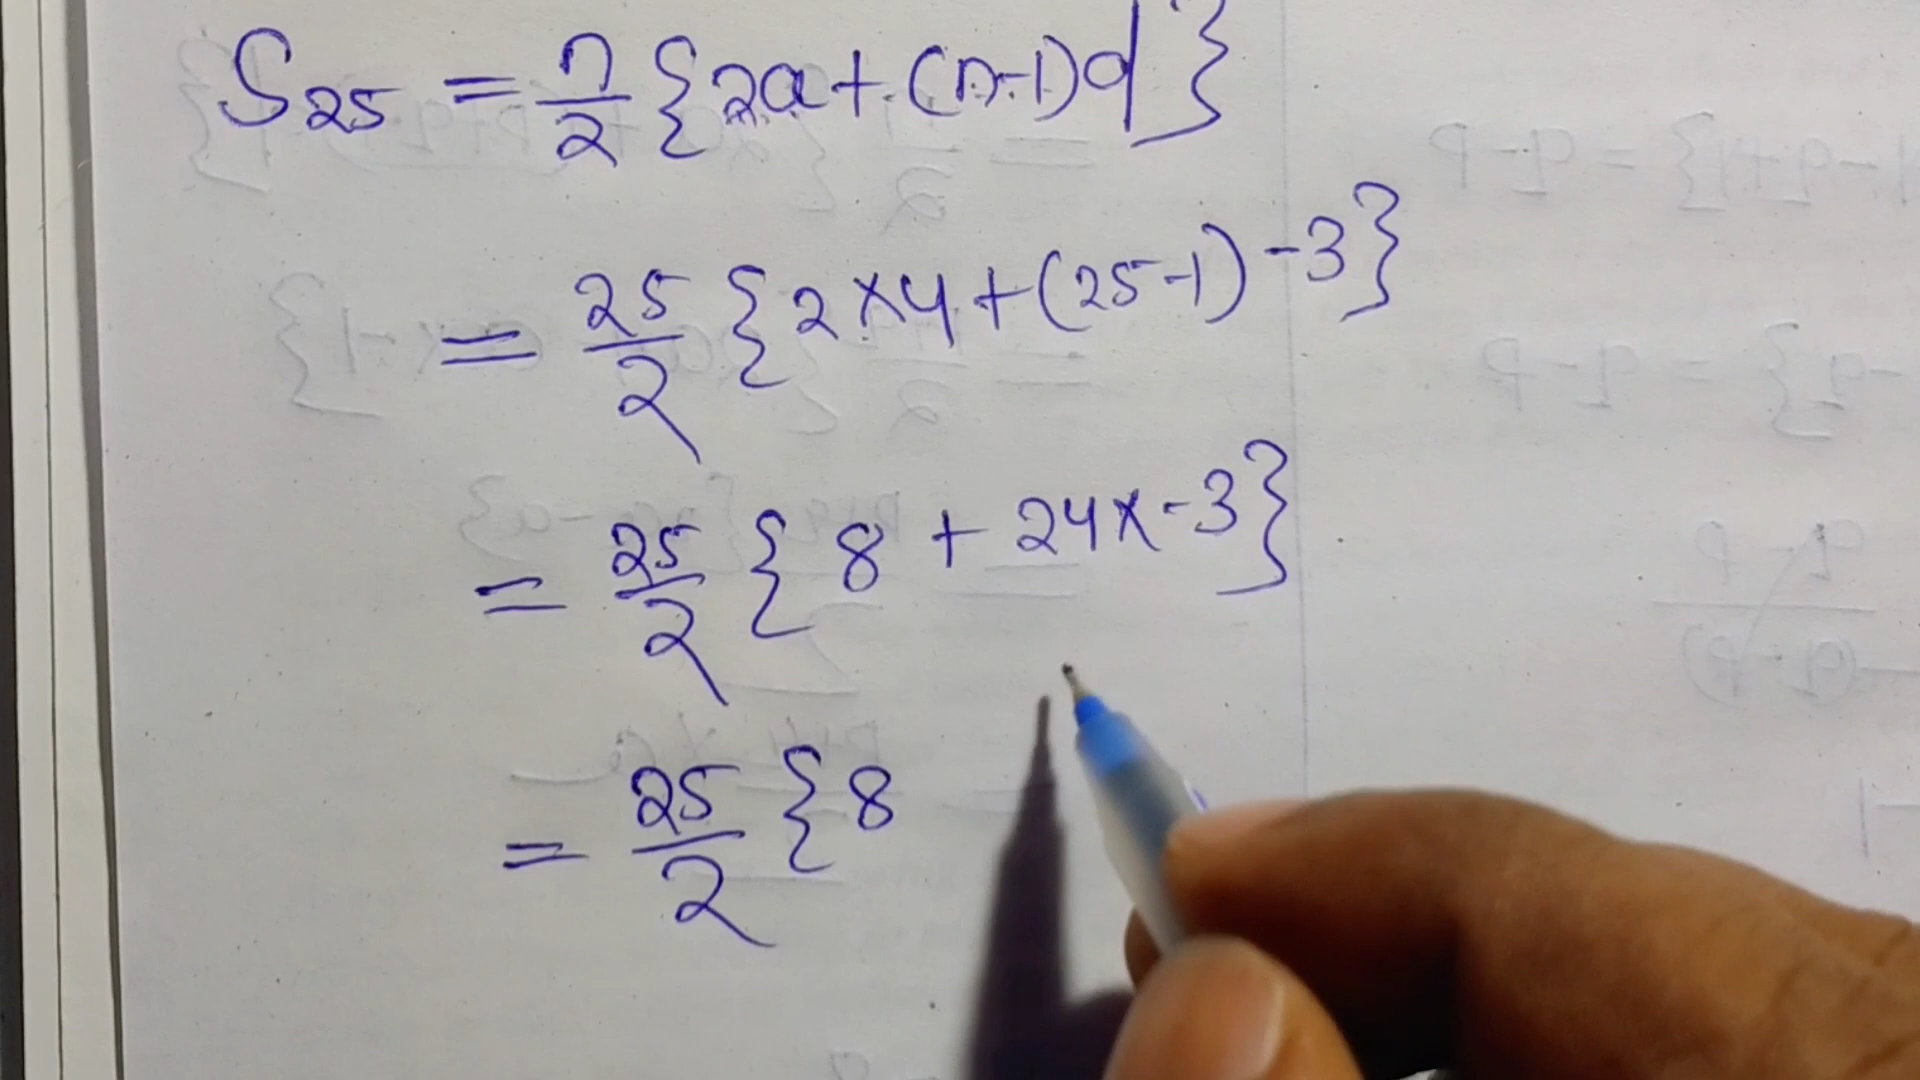 S₂₅ = n/2 {2a+(n-1)d}
= 25/2 {2×4+(25-1)-3}
= 25/2 {8 + 24×-3}
= 25/2 {8